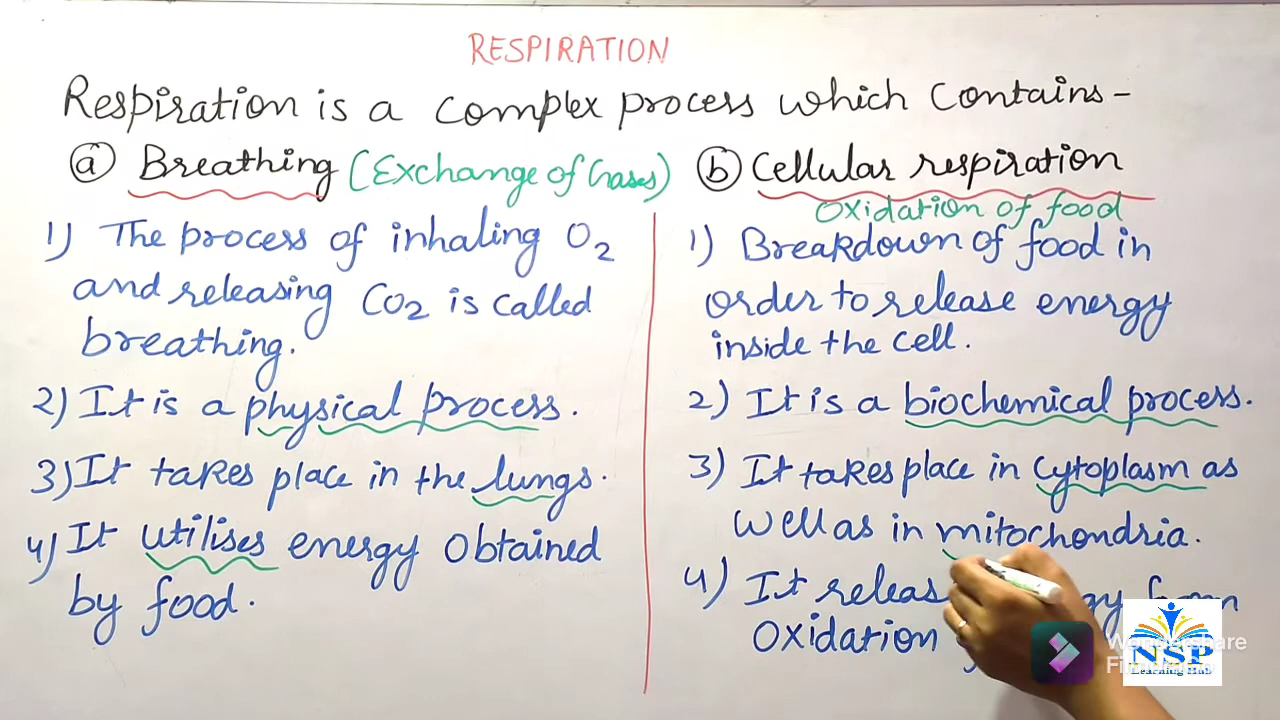 RESPIRATION
Respiration is a complex process which contains-
(a) Breathing (Exchange of Gases)
1) The process of inhaling O2
and releasing CO2 is called
breathing.
2) It is a physical process.
3) It takes place in the lungs.
4) It utilises energy obtained
by food.
(b) Cellular respiration
Oxidation of food
1) Breakdown of food in
order to release energy
inside the cell.
2) It is a biochemical process.
3) It takes place in cytoplasm as
well as in mitochondria.
4) It releas
Oxidation
Wondershare
Filmora
NSP
Learning Hub